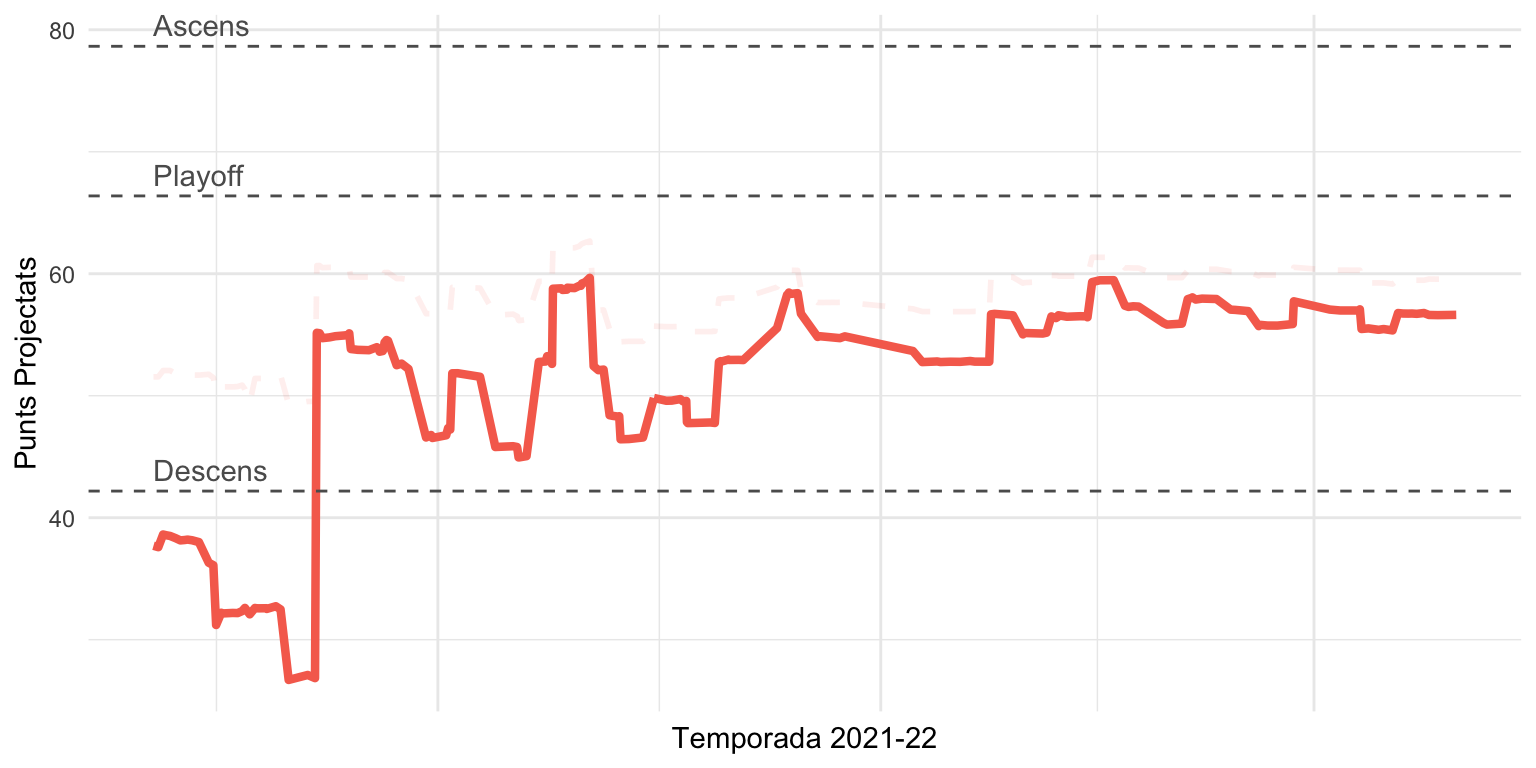 80
Ascens
Playoff
60
Descens
40
Punts Projectats
Temporada 2021-22